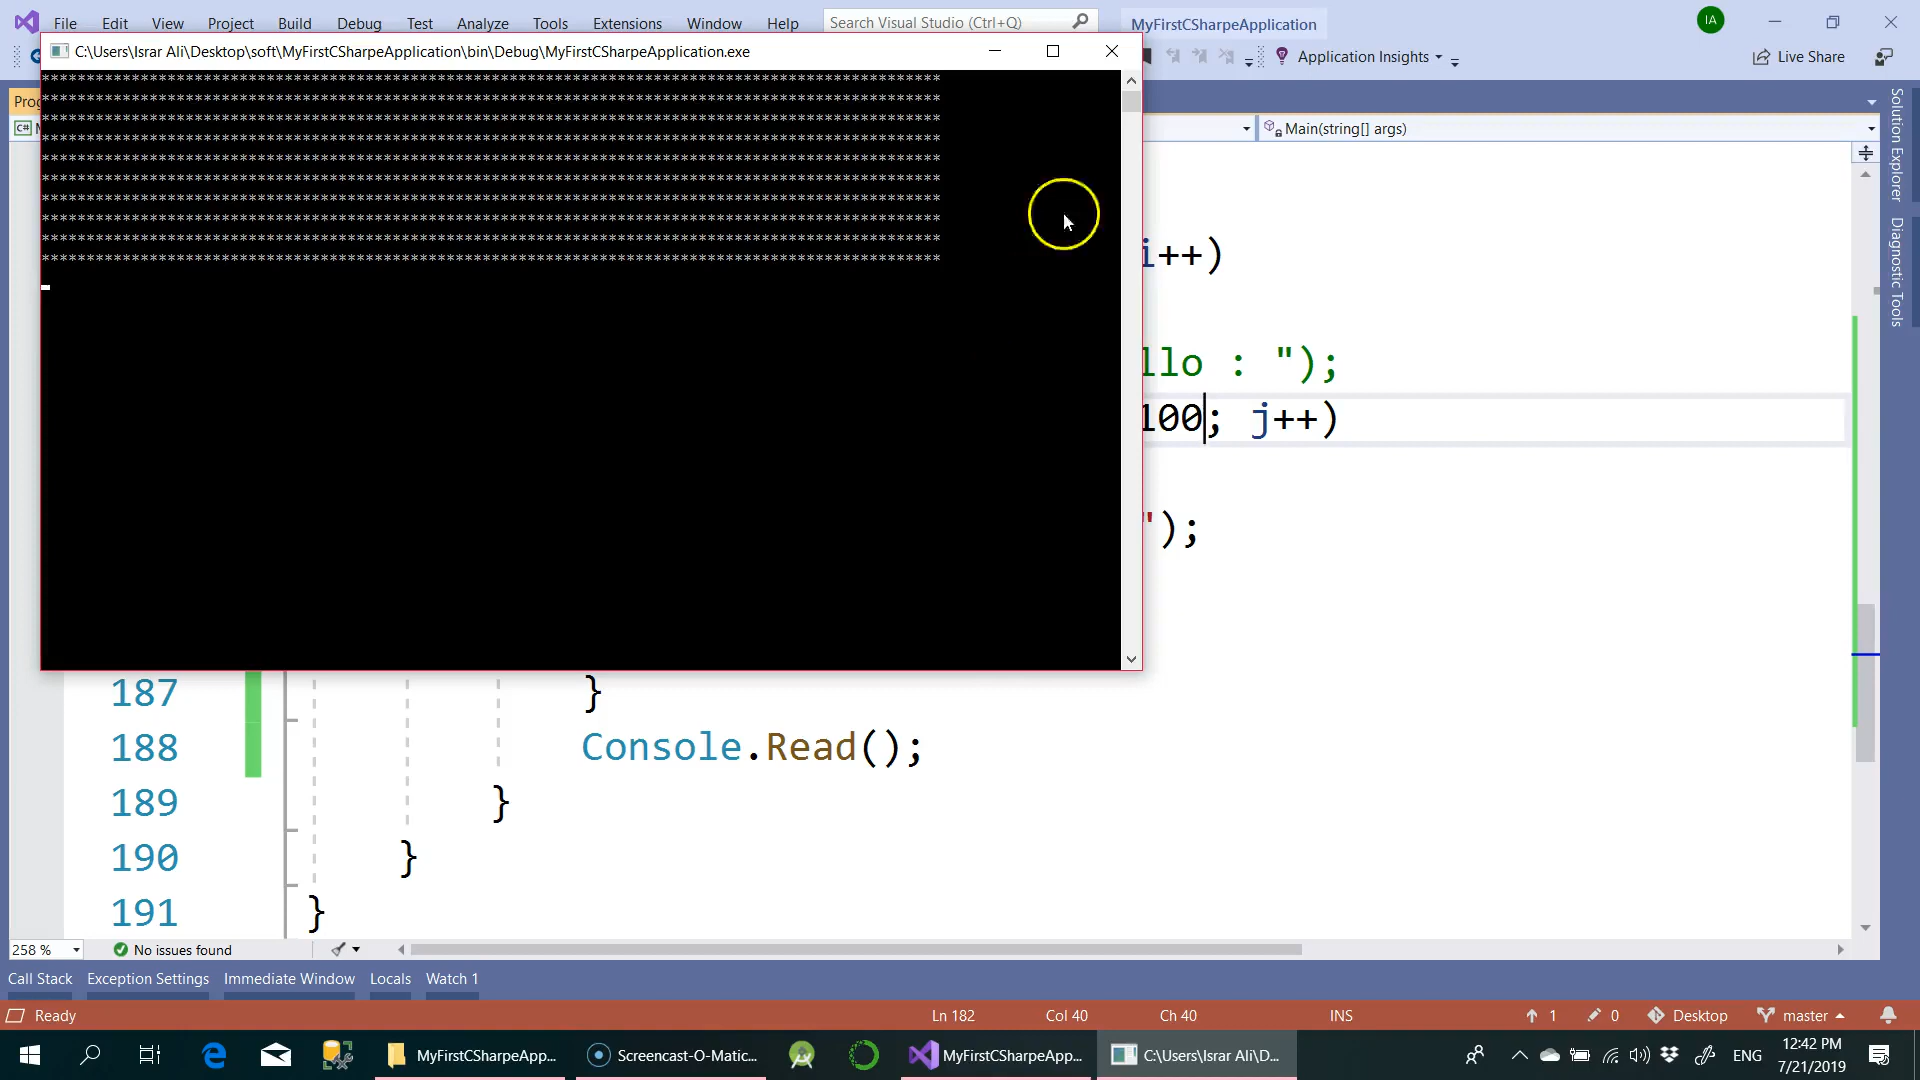 File Edit View Project Build Debug Test Analyze Tools Extensions Window Help Search Visual Studio (Ctrl+Q) MyFirstCSharpeApplication IA
C:\Users\Israr Ali\Desktop\soft\MyFirstCSharpeApplication\bin\Debug\MyFirstCSharpeApplication.exe
Application Insights Live Share
****************************************************************************************************
****************************************************************************************************
****************************************************************************************************
****************************************************************************************************
****************************************************************************************************
****************************************************************************************************
****************************************************************************************************
****************************************************************************************************
****************************************************************************************************
****************************************************************************************************
Main(string[] args)
Solution Explorer
Diagnostic Tools
i++)
llo : ");
100; j++)
");
187 }
188 Console.Read();
189 }
190 }
191 }
258 % No issues found
Call Stack Exception Settings Immediate Window Locals Watch 1
Ready Ln 182 Col 40 Ch 40 INS 1 0 Desktop master
MyFirstCSharpeApp... Screencast-O-Matic... MyFirstCSharpeApp... C:\Users\Israr Ali\D... ENG 12:42 PM
7/21/2019